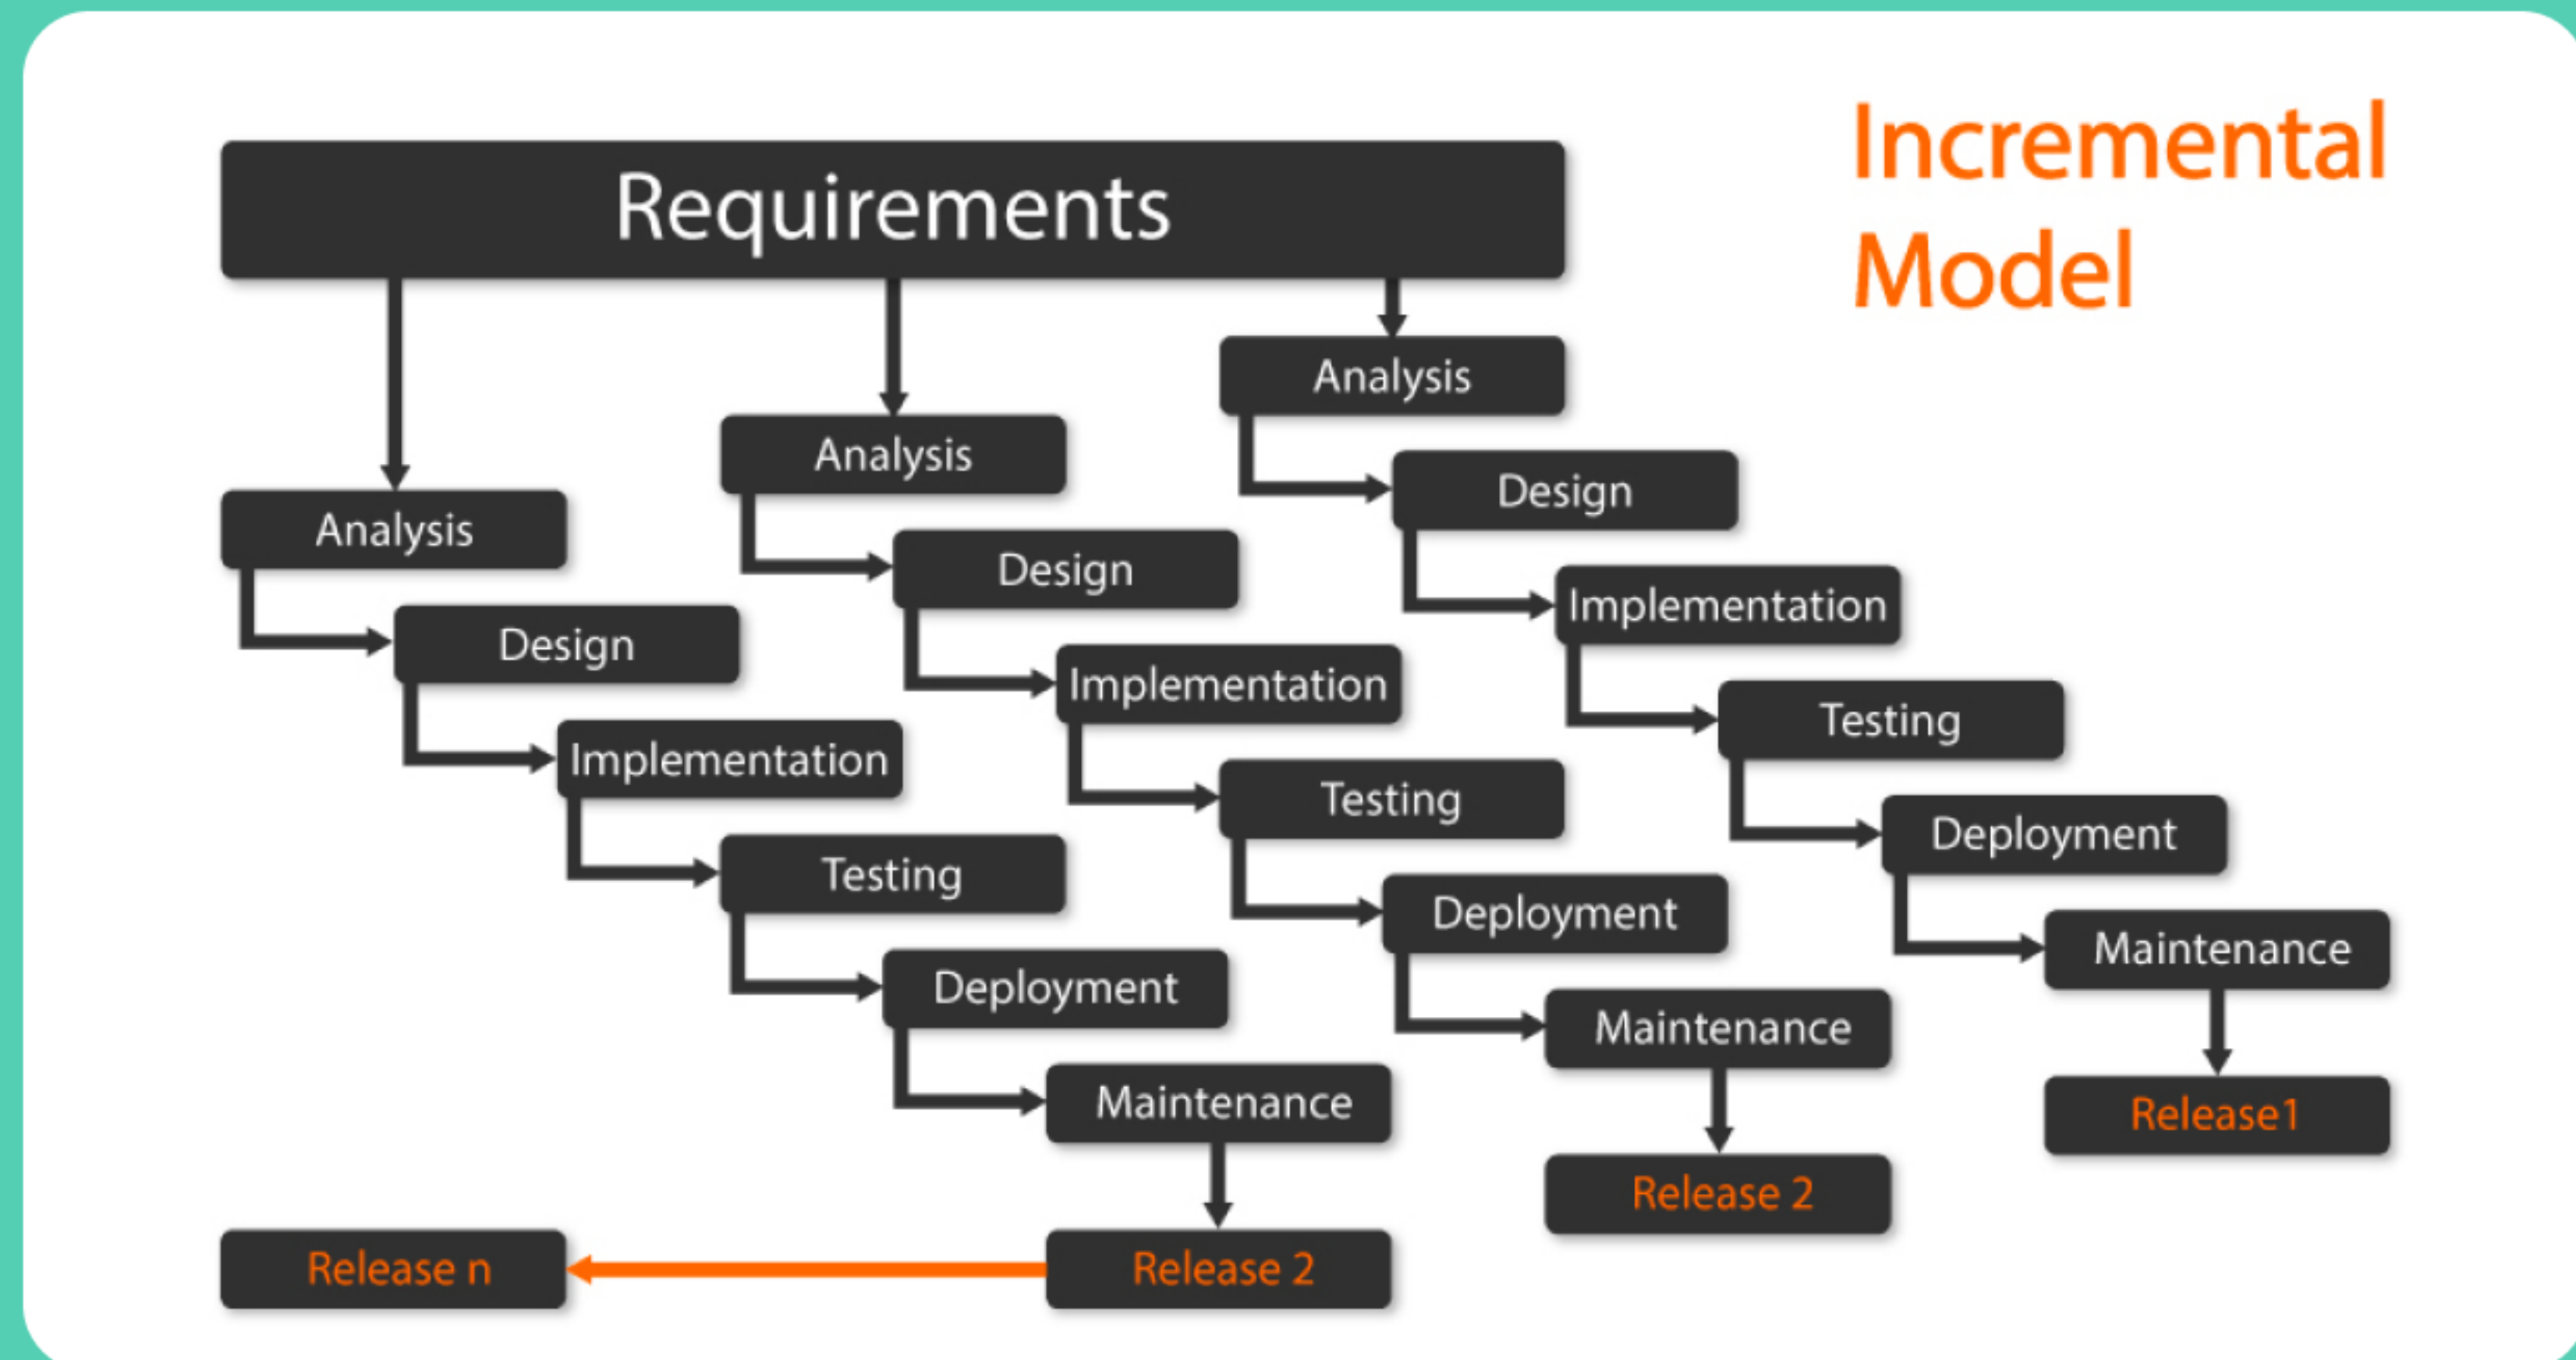 Incremental
Model
Requirements
Analysis
Analysis
Analysis
Design
Design
Design
Implementation
Implementation
Implementation
Testing
Testing
Testing
Deployment
Deployment
Maintenance
Deployment
Maintenance
Maintenance
Release1
Release 2
Release n
Release 2